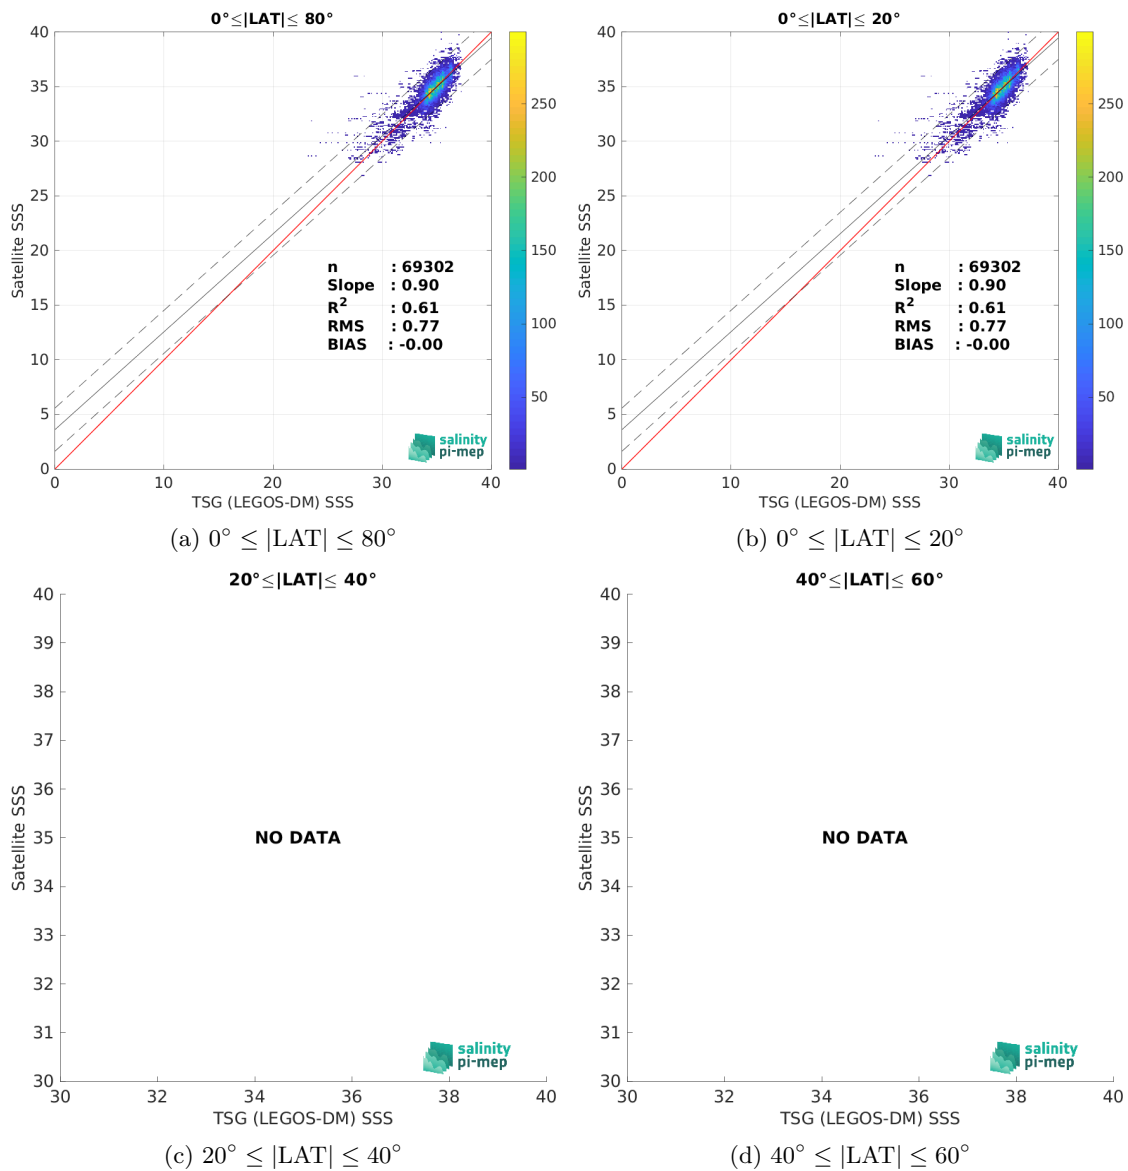 0°≤|LAT|≤ 80°
40
35
30
25
20
15
10
5
0
Satellite SSS
n : 69302
Slope : 0.90
R² : 0.61
RMS : 0.77
BIAS : -0.00
salinity
pi-mep
0 10 20 30 40
TSG (LEGOS-DM) SSS
250
200
150
100
50
(a) 0° ≤ |LAT| ≤ 80°
0°≤|LAT|≤ 20°
40
35
30
25
20
15
10
5
0
Satellite SSS
n : 69302
Slope : 0.90
R² : 0.61
RMS : 0.77
BIAS : -0.00
salinity
pi-mep
0 10 20 30 40
TSG (LEGOS-DM) SSS
250
200
150
100
50
(b) 0° ≤ |LAT| ≤ 20°
20°≤|LAT|≤ 40°
40
39
38
37
36
35
34
33
32
31
30
Satellite SSS
NO DATA
salinity
pi-mep
30 32 34 36 38 40
TSG (LEGOS-DM) SSS
(c) 20° ≤ |LAT| ≤ 40°
40°≤|LAT|≤ 60°
40
39
38
37
36
35
34
33
32
31
30
Satellite SSS
NO DATA
salinity
pi-mep
30 32 34 36 38 40
TSG (LEGOS-DM) SSS
(d) 40° ≤ |LAT| ≤ 60°